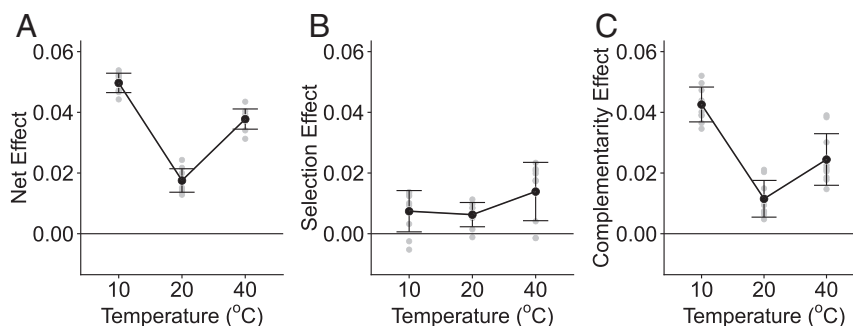 A
Net Effect
0.06
0.04
0.02
0.00
10 20 40
Temperature (°C)
B
Selection Effect
0.06
0.04
0.02
0.00
10 20 40
Temperature (°C)
C
Complementarity Effect
0.06
0.04
0.02
0.00
10 20 40
Temperature (°C)